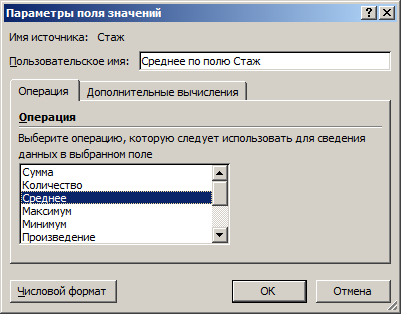 Параметры поля значений
Имя источника: Стаж
Пользовательское имя: Среднее по полю Стаж
Операция Дополнительные вычисления
Операция
Выберите операцию, которую следует использовать для сведения
данных в выбранном поле
Сумма
Количество
Среднее
Максимум
Минимум
Произведение
Числовой формат OK Отмена